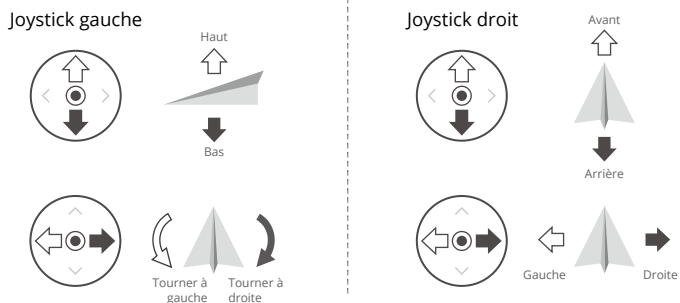 Joystick gauche
Haut
Bas
Tourner à
gauche
Tourner à
droite
Joystick droit
Avant
Arrière
Gauche
Droite